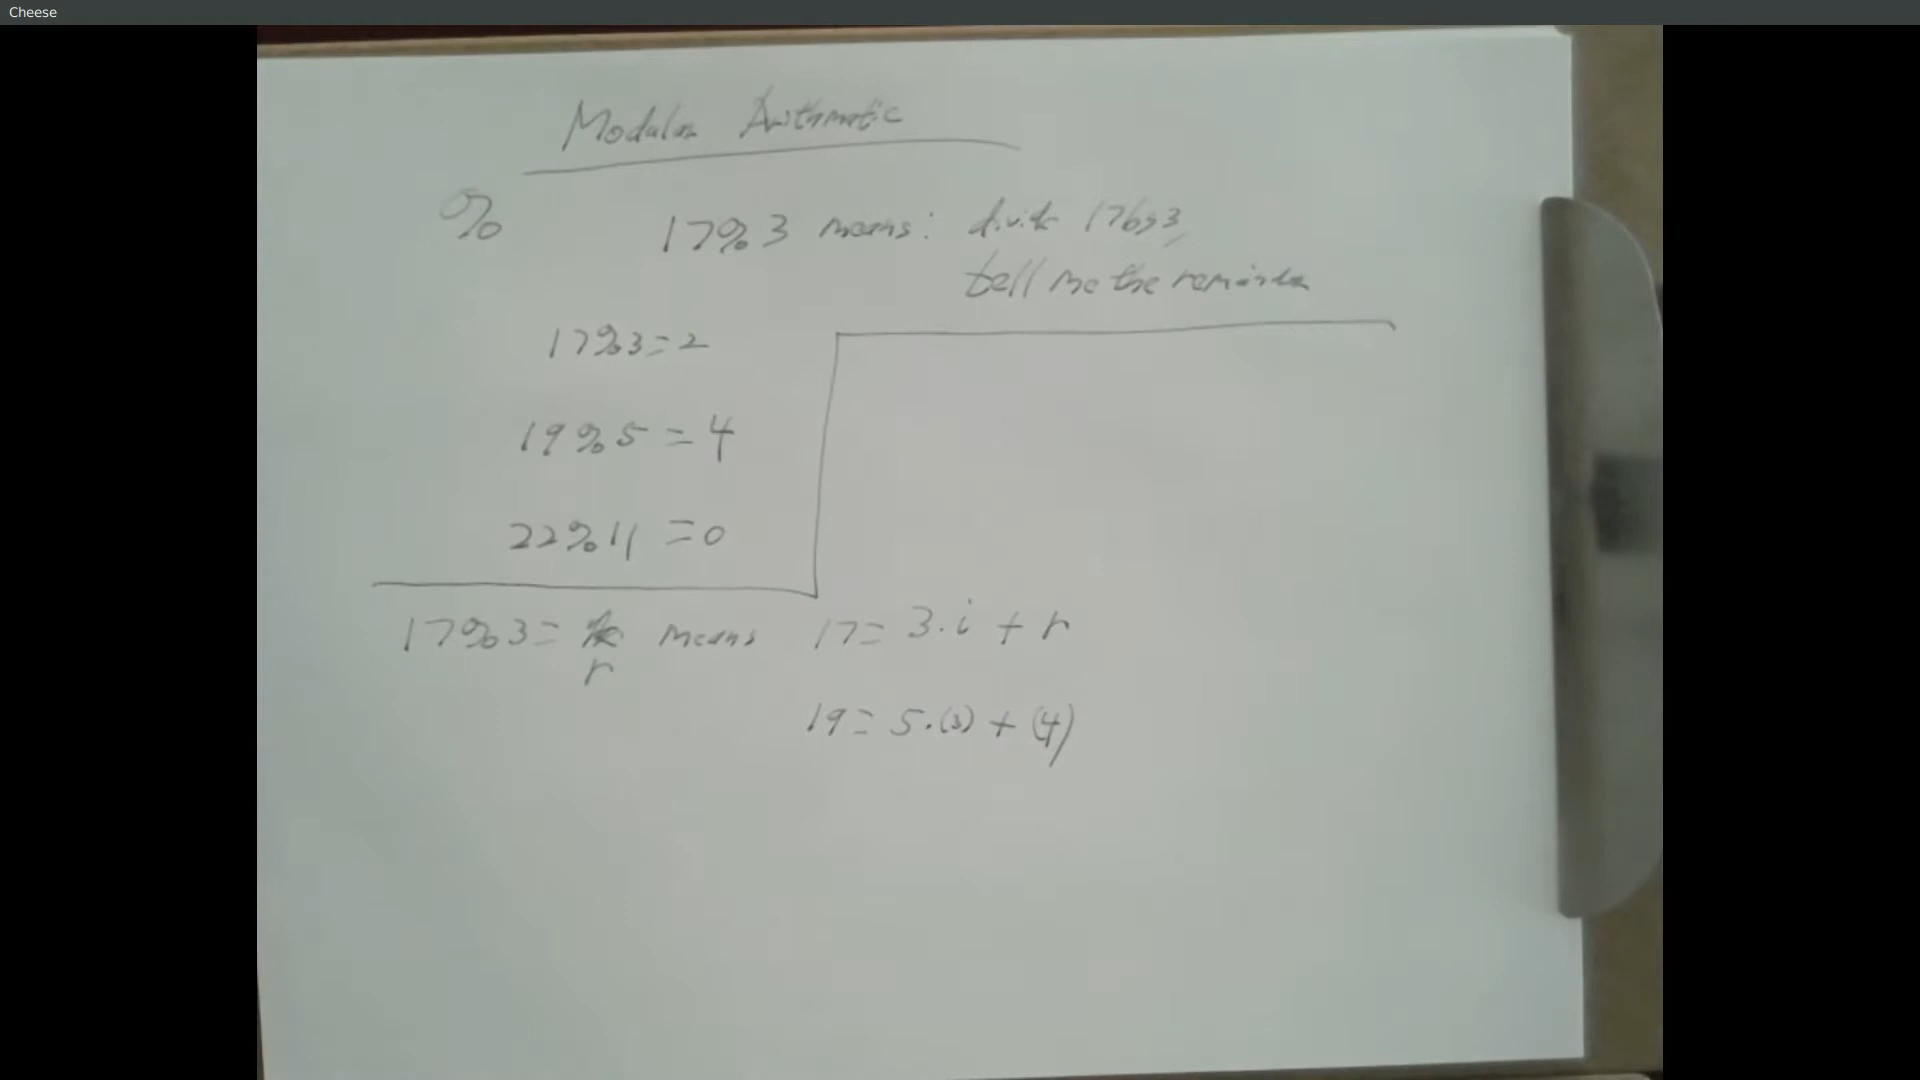 Cheese
Modular Arithmatic
%
17%3 means: divide 17 by 3,
tell me the remainder
17%3=2
19%5=4
22%11=0
17%3= means 17=3.i+r
r
19=5.(3)+(4)